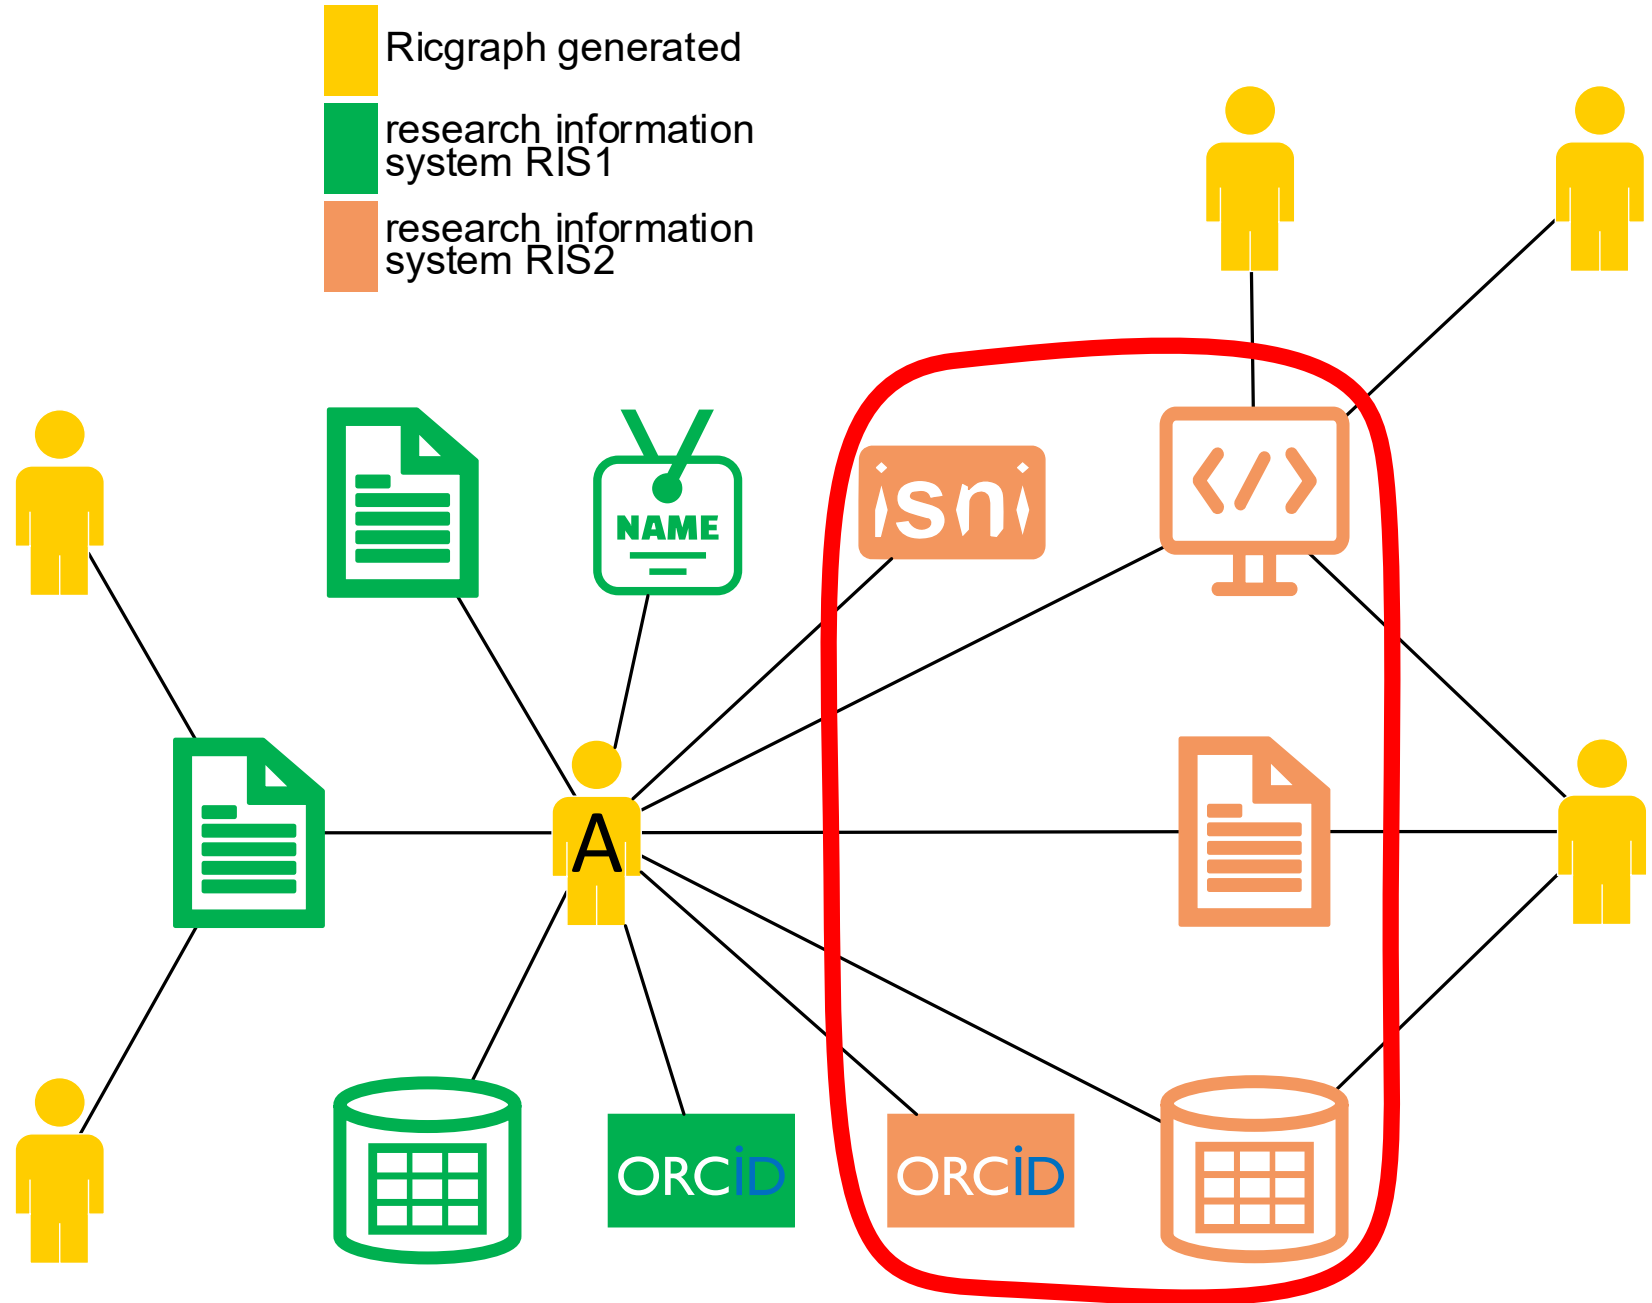 Ricgraph generated
research information
system RIS1
research information
system RIS2
NAME
isni
</>
A
ORCiD
ORCiD